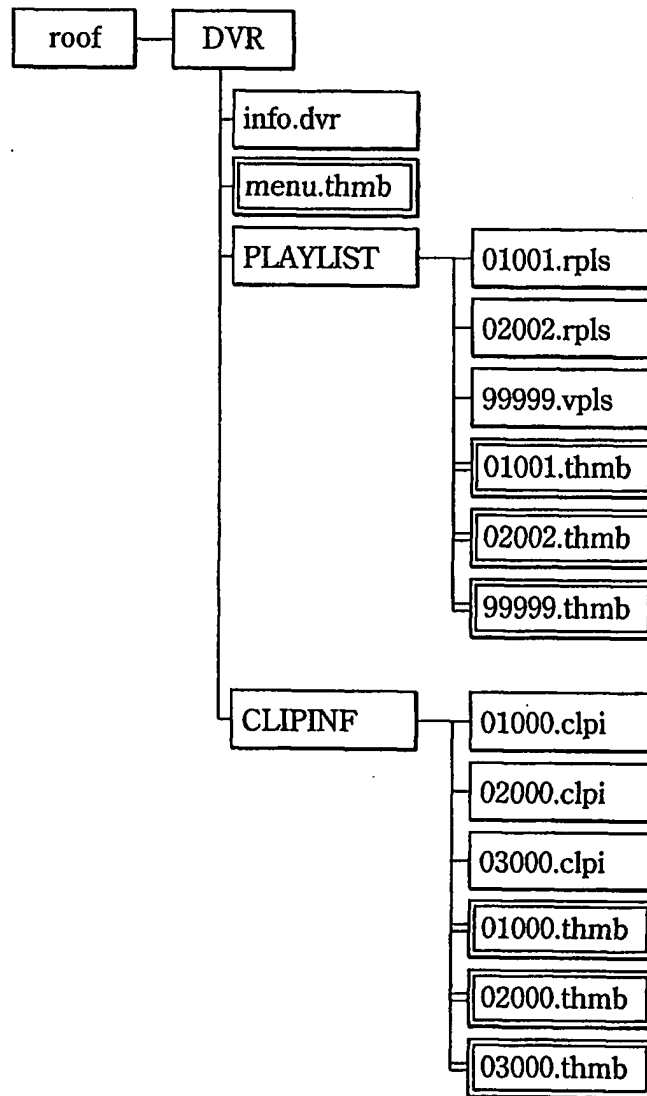 roof DVR
info.dvr
menu.thmb
PLAYLIST 01001.rpls
02002.rpls
99999.vpls
01001.thmb
02002.thmb
99999.thmb
CLIPINF 01000.clpi
02000.clpi
03000.clpi
01000.thmb
02000.thmb
03000.thmb